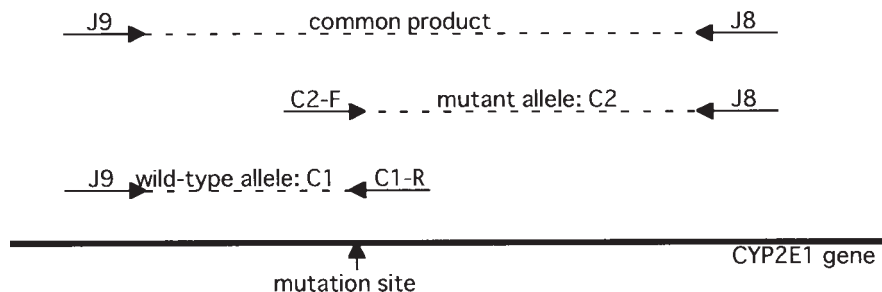 J9 common product J8
C2-F mutant allele: C2 J8
J9 wild-type allele: C1 C1-R
CYP2E1 gene
mutation site